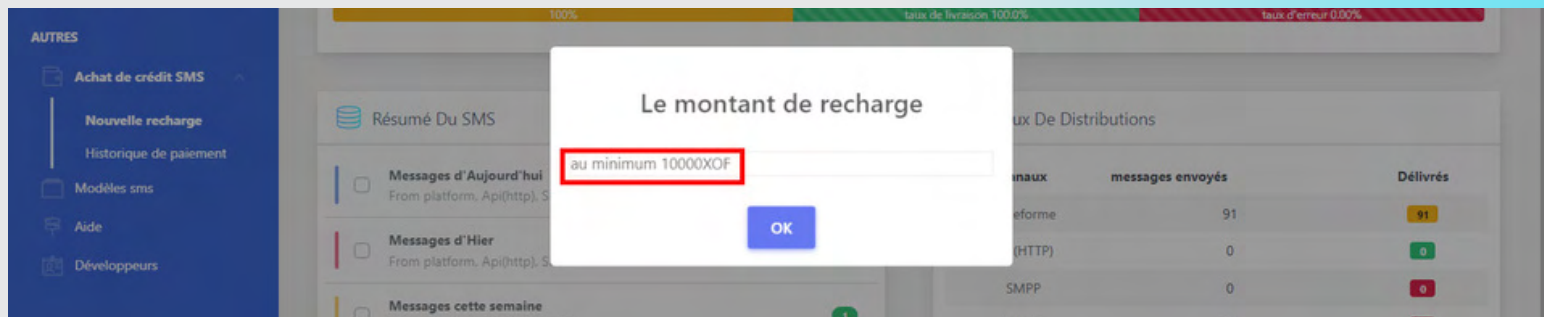 100%
taux de livraison 100.0%
taux d'erreur 0.00%
AUTRES
Achat de crédit SMS
Nouvelle recharge
Historique de paiement
Modèles sms
Aide
Développeurs
Résumé Du SMS
Messages d'Aujourd'hui
From platform, Api(http), S
Messages d'Hier
From platform, Api(http), S
Messages cette semaine
Le montant de recharge
au minimum 10000XOF
OK
ux De Distributions
anaux messages envoyés Délivrés
eforme 91 91
(HTTP) 0 0
SMPP 0 0